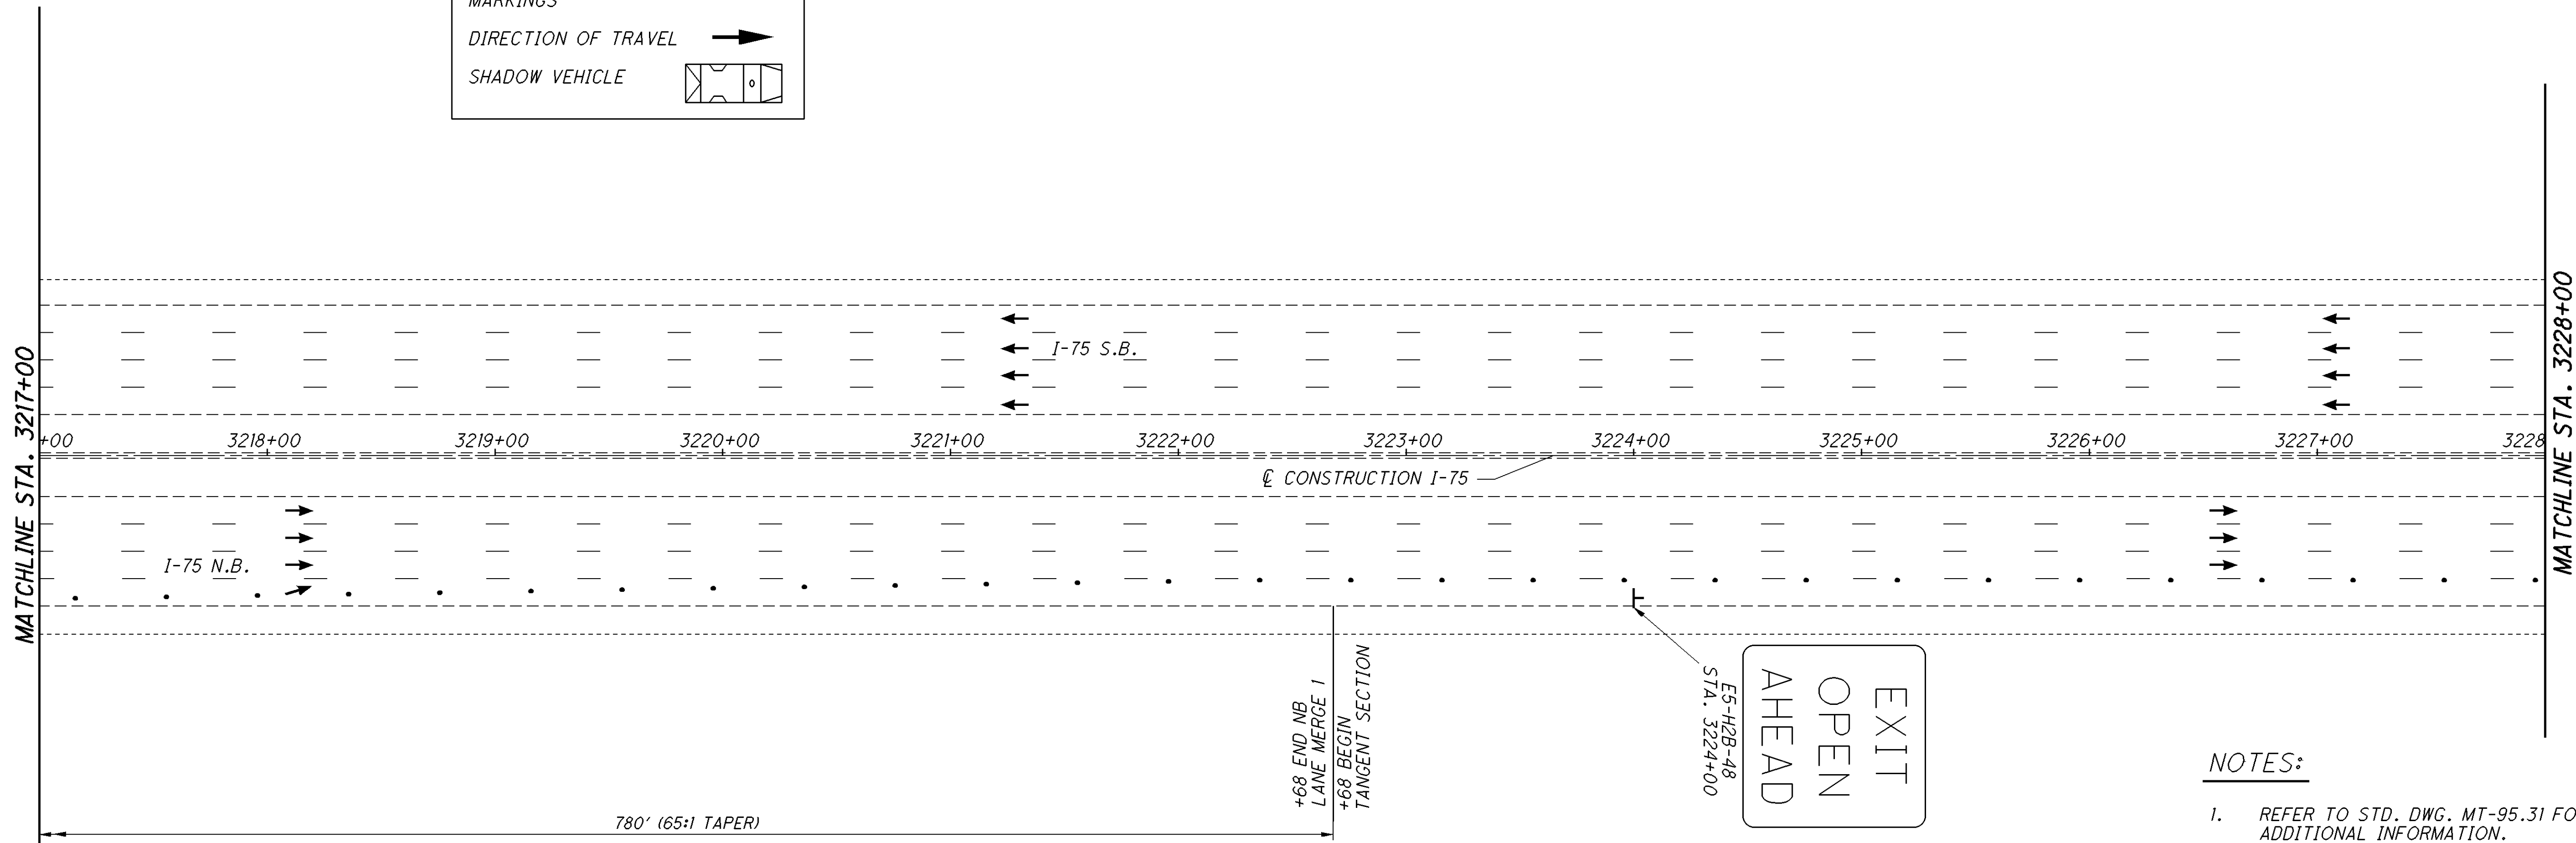 MARKINGS
DIRECTION OF TRAVEL
SHADOW VEHICLE
MATCHLINE STA. 3217+00
MATCHLINE STA. 3228+00
I-75 S.B.
+00 3218+00 3219+00 3220+00 3221+00 3222+00 3223+00 3224+00 3225+00 3226+00 3227+00 3228
℄ CONSTRUCTION I-75
I-75 N.B.
+68 END NB
LANE MERGE 1
+68 BEGIN
TANGENT SECTION
E5-H2B-48
STA. 3224+00
EXIT
OPEN
AHEAD
780' (65:1 TAPER)
NOTES:
1. REFER TO STD. DWG. MT-95.31 FO
ADDITIONAL INFORMATION.